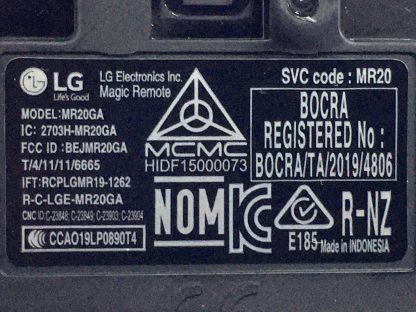 LG
Life's Good
LG Electronics Inc.
Magic Remote
SVC code : MR20
MODEL: MR20GA
IC: 2703H-MR20GA
FCC ID : BEJMR20GA
T/4/11/11/6665
IFT: RCPLGMR19-1262
R-C-LGE-MR20GA
CNC ID: C-23848; C-23849; C-23903; C-23904
CCAO19LP0890T4
MCMC
HIDF15000073
BOCRA
REGISTERED No :
BOCRA/TA/2019/4806
NOM
KC
E185
R-NZ
Made in INDONESIA